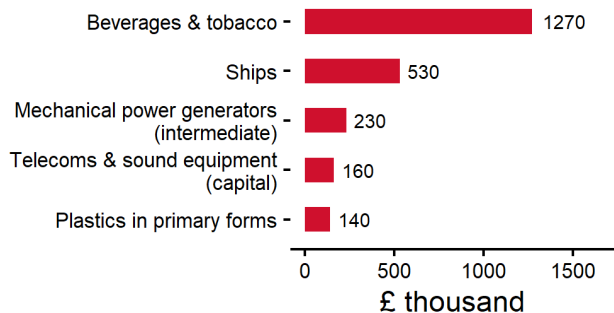 Beverages & tobacco
1270
Ships
530
Mechanical power generators
(intermediate)
230
Telecoms & sound equipment
(capital)
160
Plastics in primary forms
140
0
500
1000
1500
£ thousand